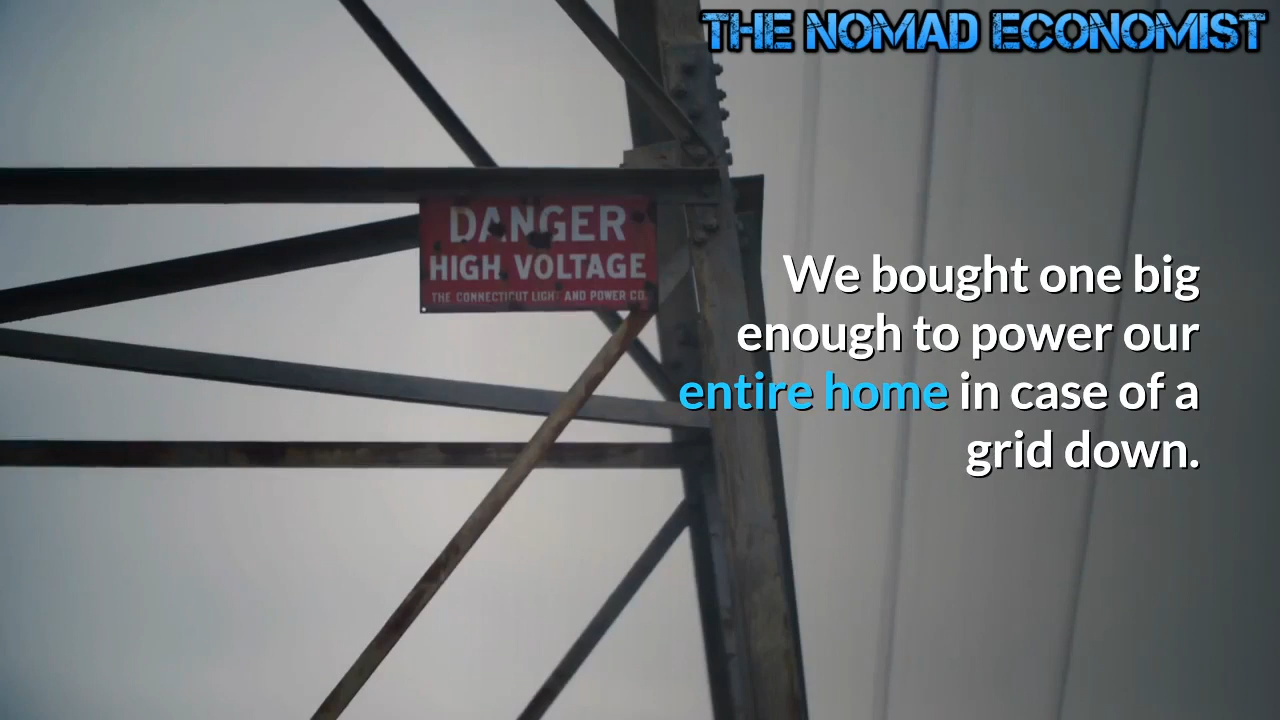 THE NOMAD ECONOMIST
DANGER
HIGH VOLTAGE
THE CONNECTICUT LIGHT AND POWER CO.
We bought one big
enough to power our
entire home in case of a
grid down.